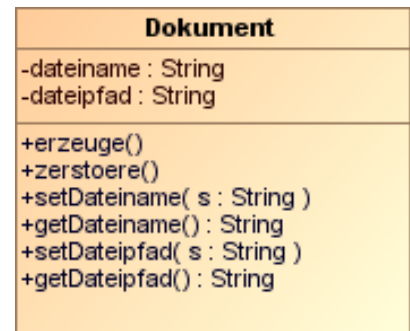 Dokument
-dateiname : String
-dateipfad : String
+erzeuge()
+zerstoere()
+setDateiname( s : String )
+getDateiname() : String
+setDateipfad( s : String )
+getDateipfad() : String